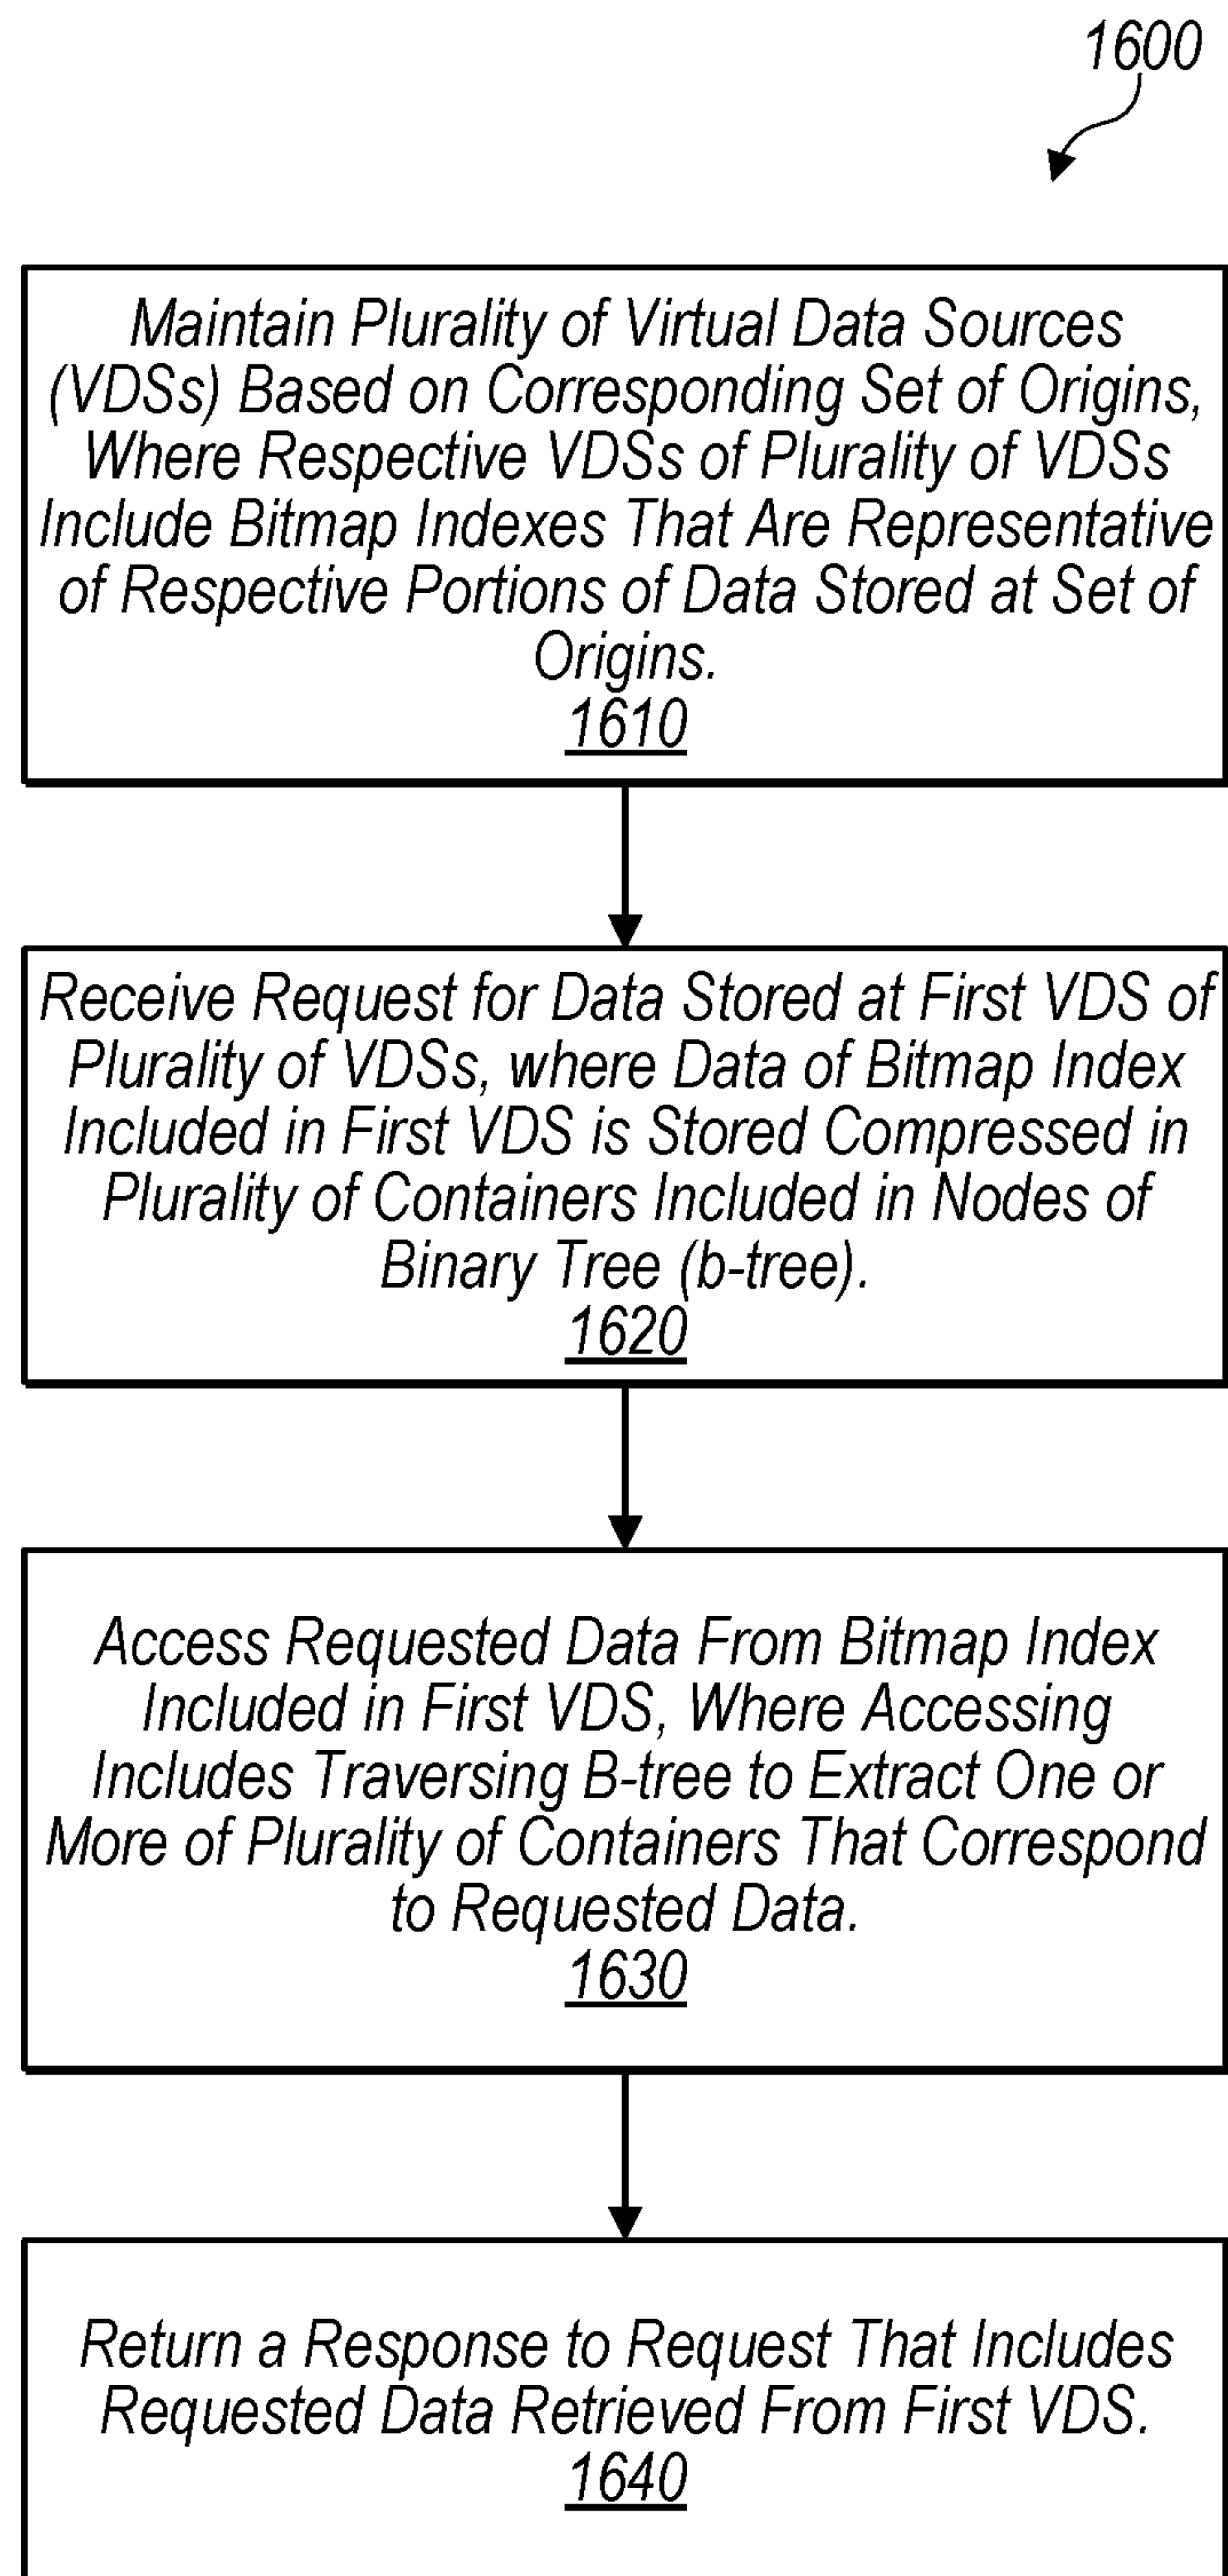 1600
Maintain Plurality of Virtual Data Sources
(VDSs) Based on Corresponding Set of Origins,
Where Respective VDSs of Plurality of VDSs
Include Bitmap Indexes That Are Representative
of Respective Portions of Data Stored at Set of
Origins.
1610
Receive Request for Data Stored at First VDS of
Plurality of VDSs, where Data of Bitmap Index
Included in First VDS is Stored Compressed in
Plurality of Containers Included in Nodes of
Binary Tree (b-tree).
1620
Access Requested Data From Bitmap Index
Included in First VDS, Where Accessing
Includes Traversing B-tree to Extract One or
More of Plurality of Containers That Correspond
to Requested Data.
1630
Return a Response to Request That Includes
Requested Data Retrieved From First VDS.
1640